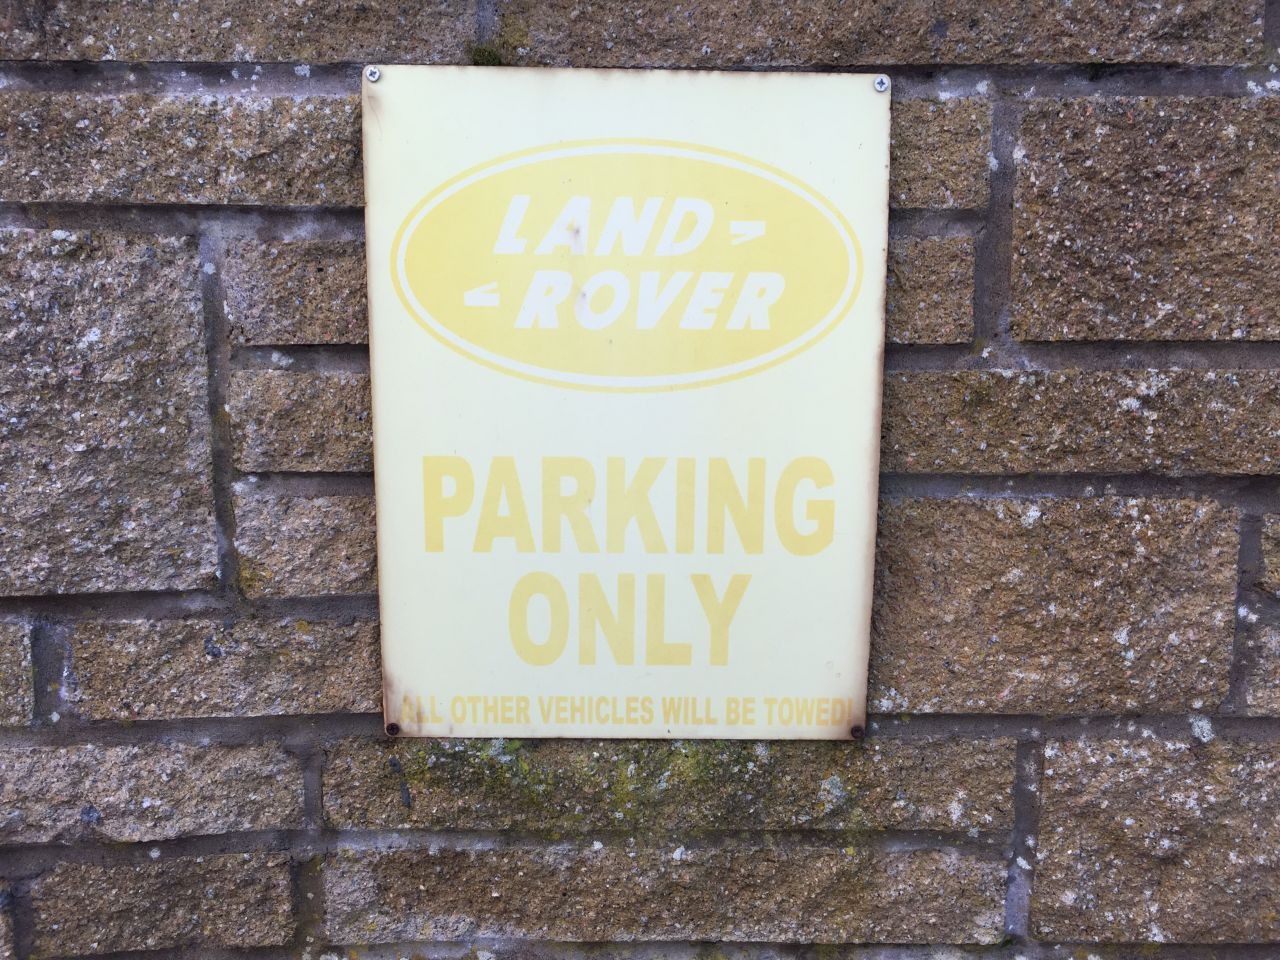 LAND
ROVER
PARKING
ONLY
ALL OTHER VEHICLES WILL BE TOWED!